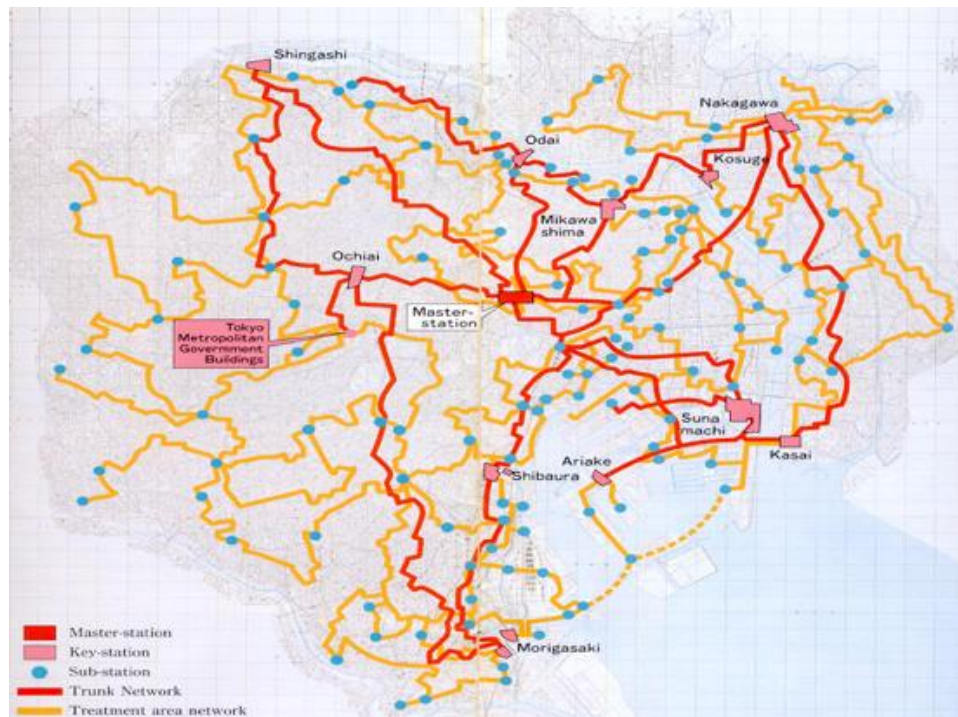 Shingashi
Nakagawa
Odai
Kosuge
Mikawa
shima
Ochiai
Master-
station
Tokyo
Metropolitan
Government
Buildings
Suna
machi
Kasai
Ariake
Shibaura
Morigasaki
Master-station
Key-station
Sub-station
Trunk Network
Treatment area network